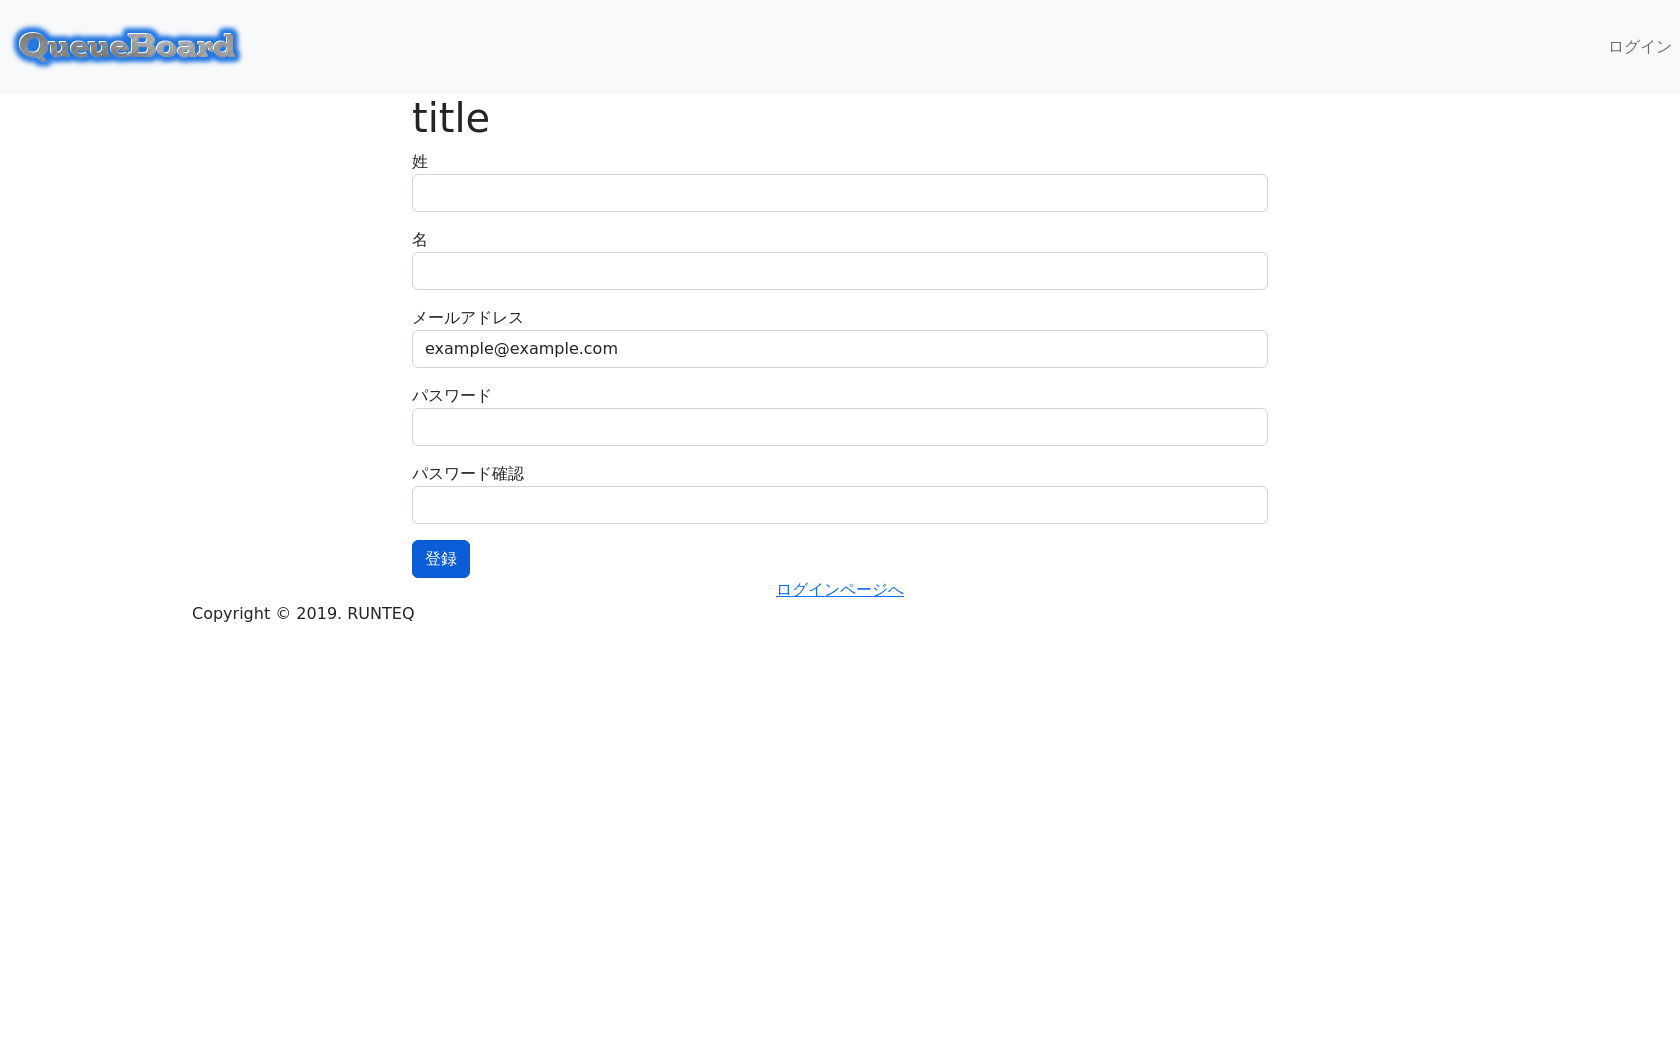 QueueBoard
ログイン
title
姓
名
メールアドレス
example@example.com
パスワード
パスワード確認
登録
ログインページへ
Copyright © 2019. RUNTEQ